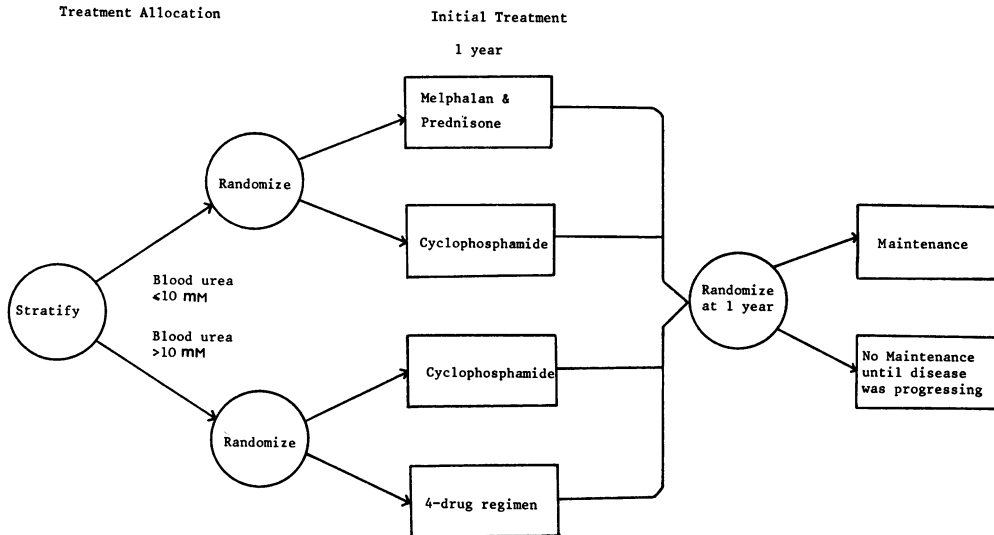 Treatment Allocation
Initial Treatment
1 year
Melphalan &
Prednisone
Randomize
Cyclophosphamide
Maintenance
Blood urea
≤10 mM
Stratify
Randomize
at 1 year
Blood urea
>10 mM
Cyclophosphamide
No Maintenance
until disease
was progressing
Randomize
4-drug regimen